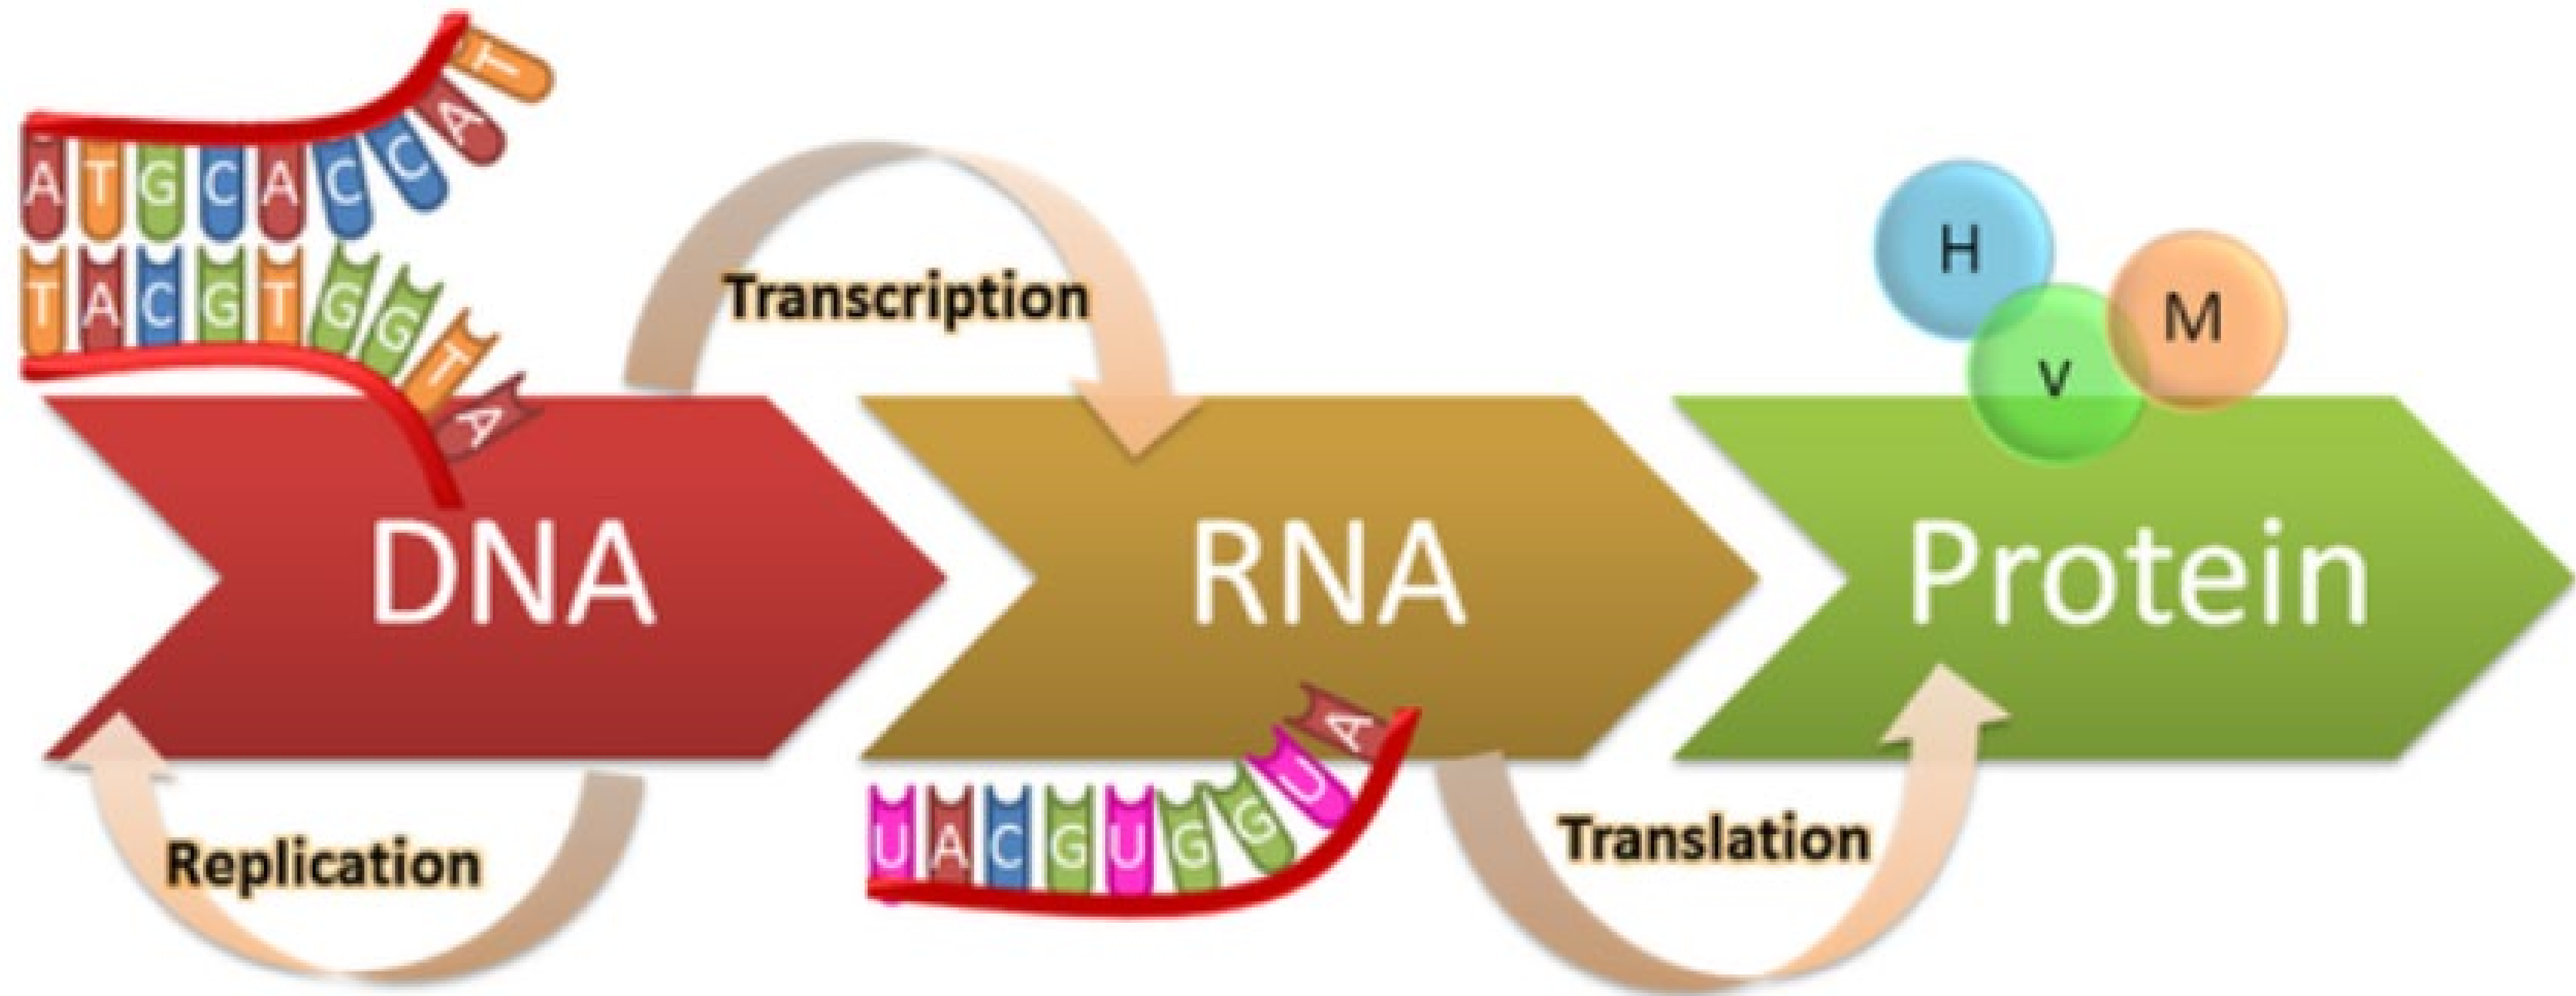 ATGCACCAT
TACGTGGTA
Transcription
H
V
M
DNA
RNA
Protein
UACGUGGUA
Replication
Translation